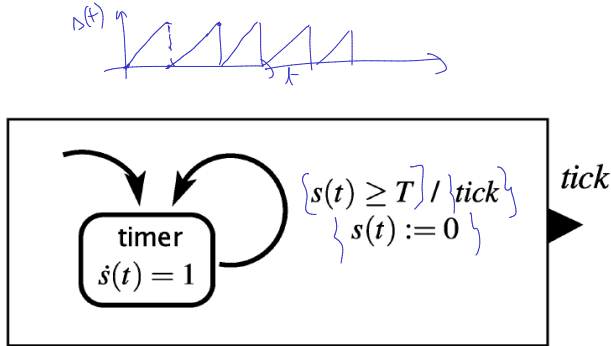 s(t)
t
{s(t) ≥ T} / {tick}
{s(t) := 0}
tick
timer
ṡ(t) = 1